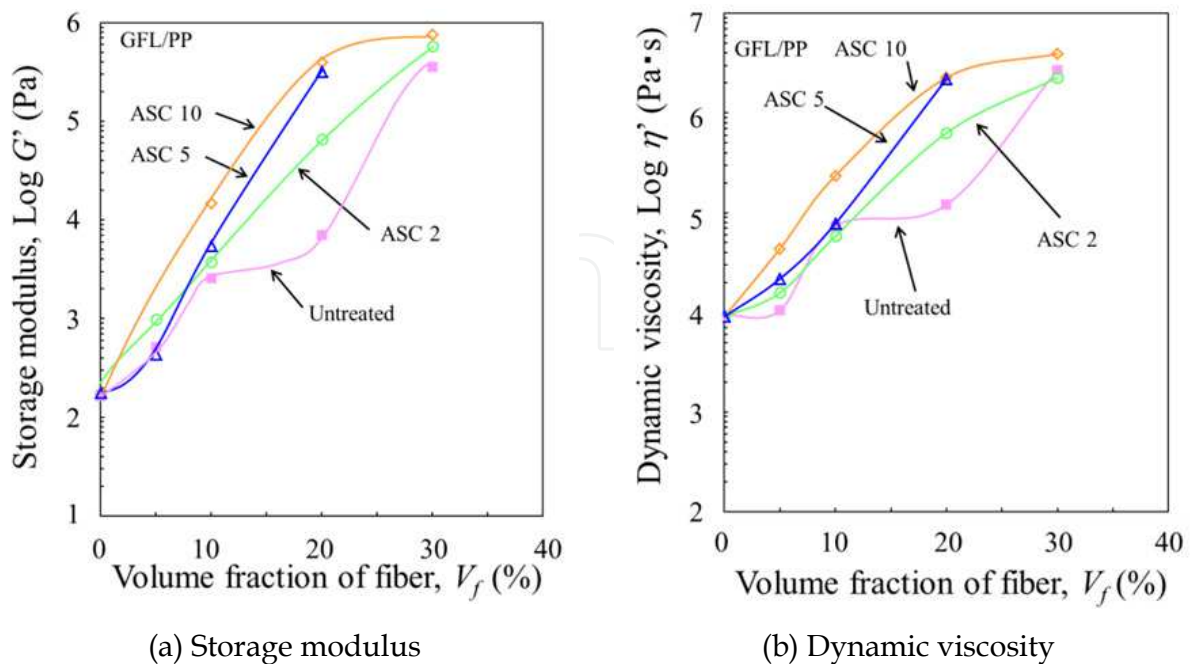 6
5
4
3
2
1
Storage modulus, Log G’ (Pa)
GFL/PP
ASC 10
ASC 5
ASC 2
Untreated
0 10 20 30 40
Volume fraction of fiber, Vf (%)
(a) Storage modulus
7
6
5
4
3
2
Dynamic viscosity, Log η’ (Pa・s)
GFL/PP
ASC 10
ASC 5
ASC 2
Untreated
0 10 20 30 40
Volume fraction of fiber, Vf (%)
(b) Dynamic viscosity